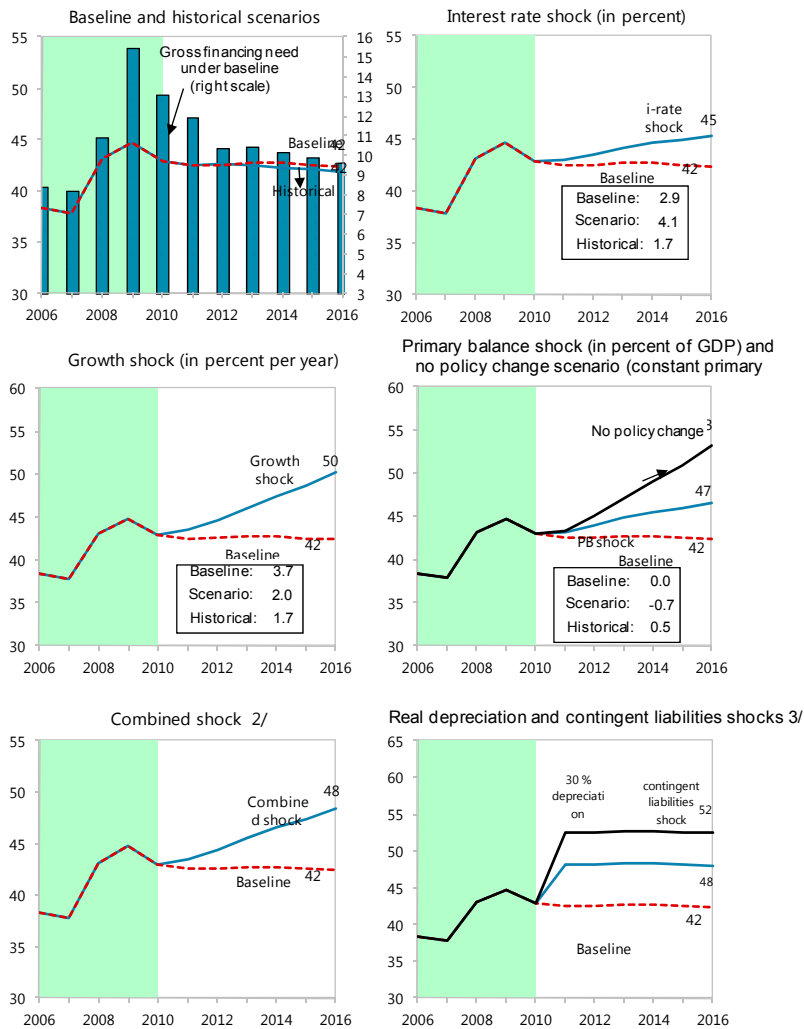 Baseline and historical scenarios
55
50
45
40
35
30
16
15
14
13
12
11
10
9
8
7
6
5
4
3
Gross financing need
under baseline
(right scale)
Baseline
42
42
Historical
2006 2008 2010 2012 2014 2016
Interest rate shock (in percent)
55
50
45
40
35
30
i-rate
shock
45
42
Baseline
Baseline: 2.9
Scenario: 4.1
Historical: 1.7
2006 2008 2010 2012 2014 2016
Growth shock (in percent per year)
60
55
50
45
40
35
30
Growth
shock
50
42
Baseline
Baseline: 3.7
Scenario: 2.0
Historical: 1.7
2006 2008 2010 2012 2014 2016
Primary balance shock (in percent of GDP) and
no policy change scenario (constant primary
60
55
50
45
40
35
30
No policy change
3
47
PB shock
42
Baseline
Baseline: 0.0
Scenario: -0.7
Historical: 0.5
2006 2008 2010 2012 2014 2016
Combined shock 2/
55
50
45
40
35
30
Combine
d shock
48
42
Baseline
2006 2008 2010 2012 2014 2016
Real depreciation and contingent liabilities shocks 3/
65
60
55
50
45
40
35
30
30 %
depreciati
on
contingent
liabilities
shock
52
48
42
Baseline
2006 2008 2010 2012 2014 2016